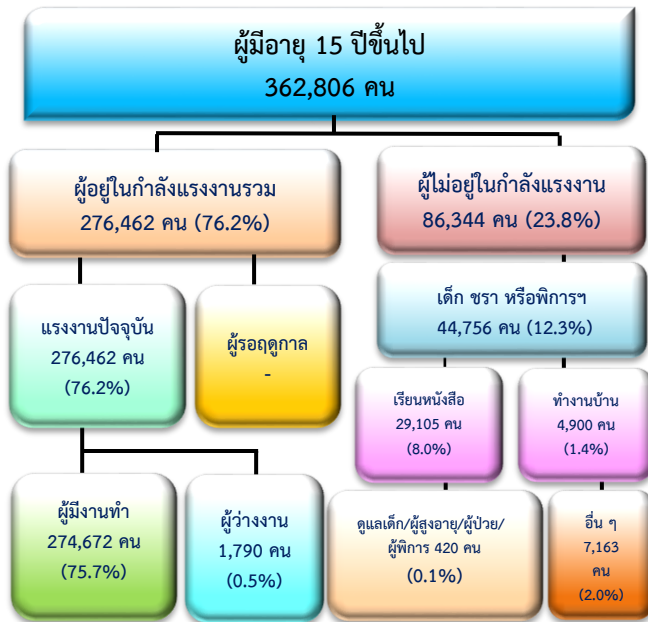 ผู้มีอายุ 15 ปีขึ้นไป
362,806 คน
ผู้อยู่ในกำลังแรงงานรวม
276,462 คน (76.2%)
ผู้ไม่อยู่ในกำลังแรงงาน
86,344 คน (23.8%)
แรงงานปัจจุบัน
276,462 คน
(76.2%)
ผู้รอฤดูกาล
-
เด็ก ชรา หรือพิการฯ
44,756 คน (12.3%)
เรียนหนังสือ
29,105 คน
(8.0%)
ทำงานบ้าน
4,900 คน
(1.4%)
ผู้มีงานทำ
274,672 คน
(75.7%)
ผู้ว่างงาน
1,790 คน
(0.5%)
ดูแลเด็ก/ผู้สูงอายุ/ผู้ป่วย/
ผู้พิการ 420 คน
(0.1%)
อื่น ๆ
7,163
คน
(2.0%)